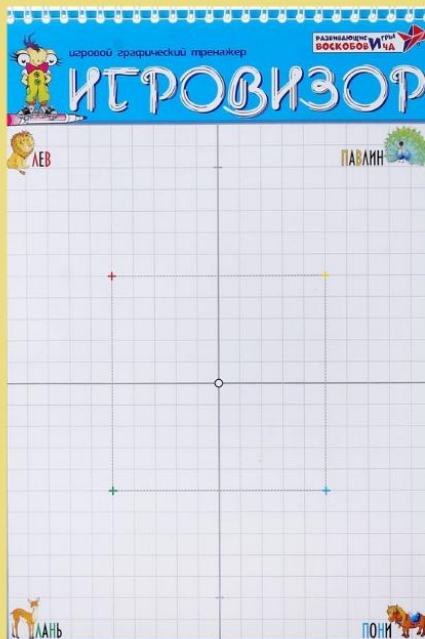 РАЗВИВАЮЩИЕ ИГРЫ
ВОСКОБОВИЧА
игровой графический тренажер
ИГРОВИЗОР
ЛЕВ
ПАВЛИН
ЛАНЬ
ПОНИ